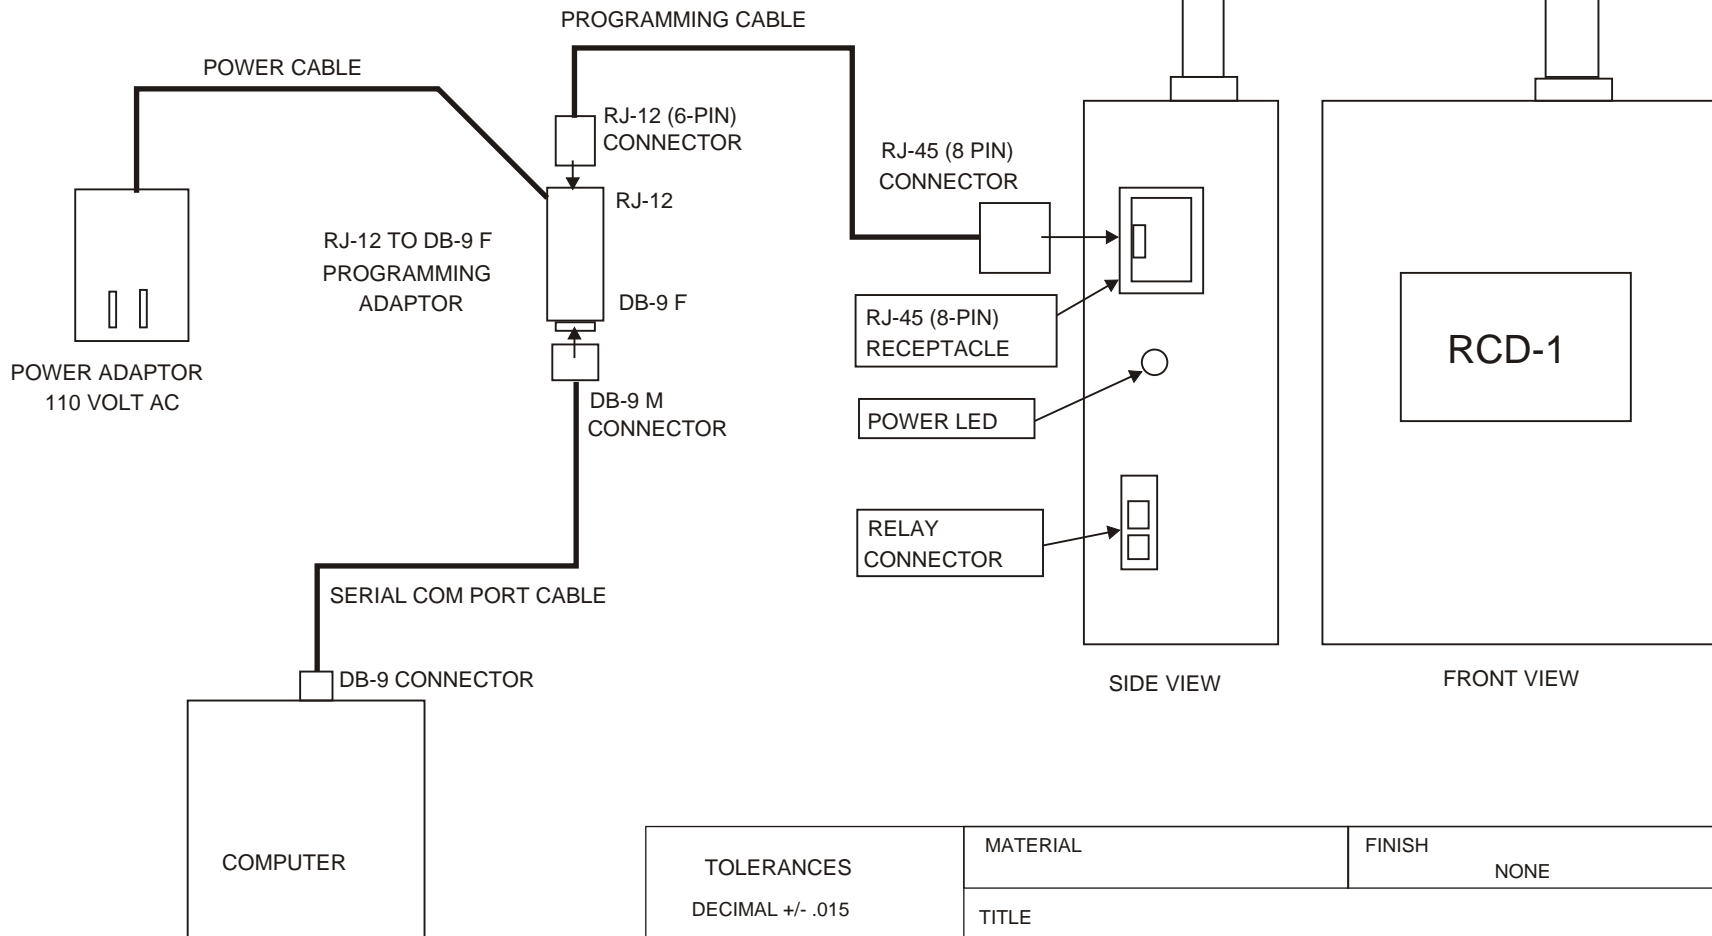 PROGRAMMING CABLE
POWER CABLE
RJ-12 (6-PIN)
CONNECTOR
RJ-45 (8 PIN)
CONNECTOR
RJ-12
RJ-12 TO DB-9 F
PROGRAMMING
ADAPTOR
DB-9 F
RJ-45 (8-PIN)
RECEPTACLE
RCD-1
POWER ADAPTOR
110 VOLT AC
DB-9 M
CONNECTOR
POWER LED
RELAY
CONNECTOR
SERIAL COM PORT CABLE
DB-9 CONNECTOR
SIDE VIEW
FRONT VIEW
COMPUTER
TOLERANCES
DECIMAL +/- .015
MATERIAL
FINISH
NONE
TITLE